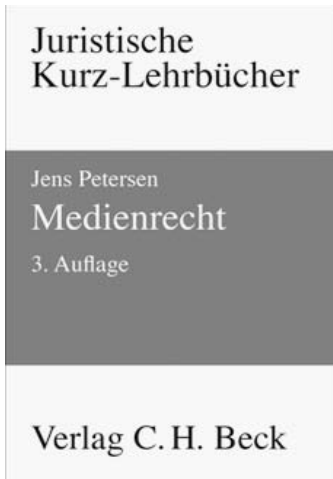 Juristische
Kurz-Lehrbücher
Jens Petersen
Medienrecht
3. Auflage
Verlag C. H. Beck